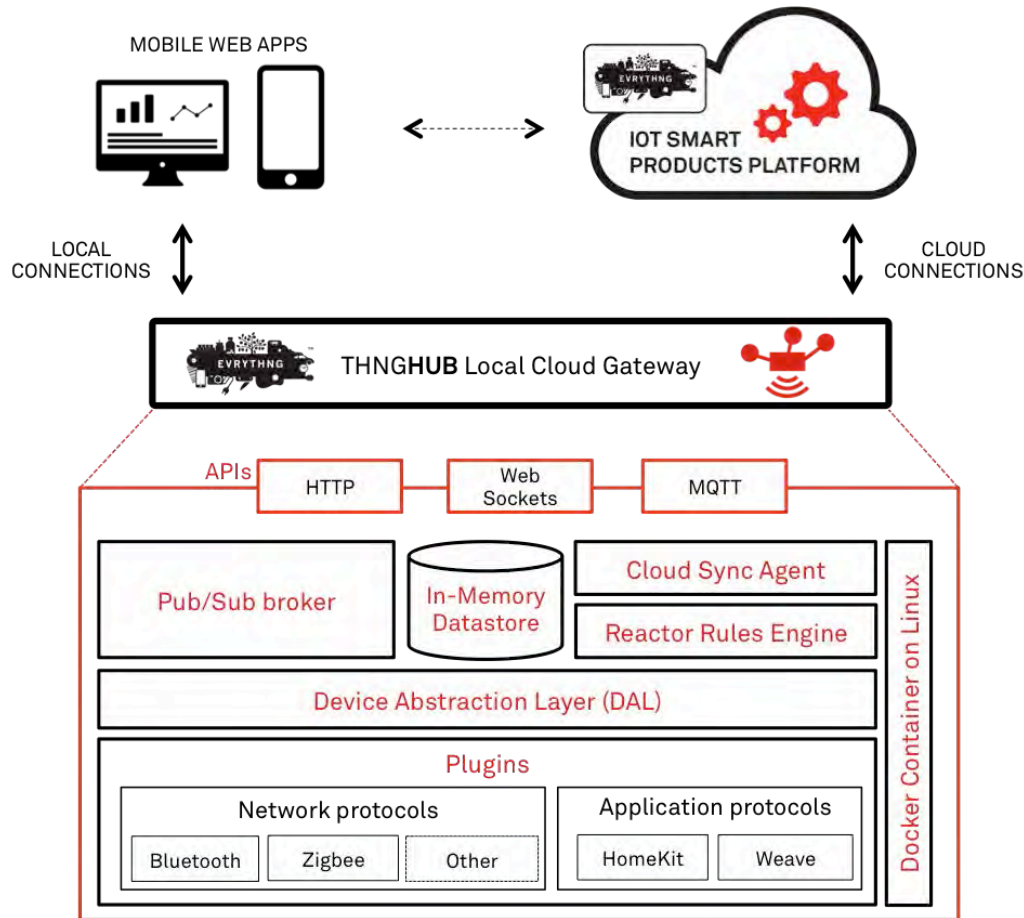 MOBILE WEB APPS
EVRYTHNG
IOT SMART
PRODUCTS PLATFORM
LOCAL
CONNECTIONS
CLOUD
CONNECTIONS
EVRYTHNG
THNGHUB Local Cloud Gateway
APIs
HTTP
Web
Sockets
MQTT
Pub/Sub broker
In-Memory
Datastore
Cloud Sync Agent
Reactor Rules Engine
Device Abstraction Layer (DAL)
Docker Container on Linux
Plugins
Network protocols
Bluetooth
Zigbee
Other
Application protocols
HomeKit
Weave